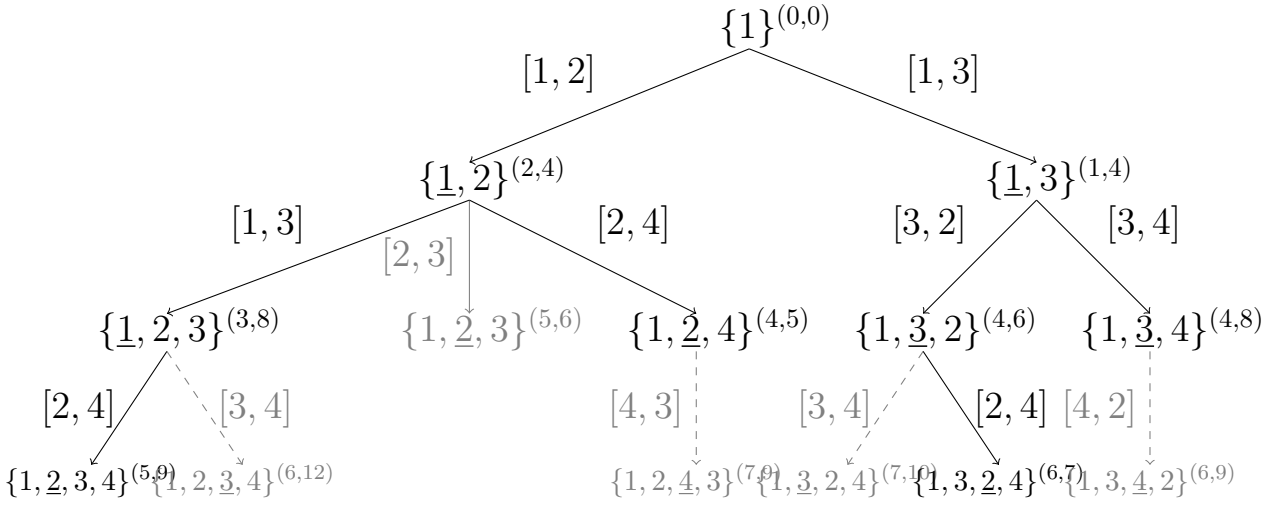 {1}^(0,0)
[1, 2] [1, 3]
{1, 2}^(2,4) {1, 3}^(1,4)
[1, 3] [2, 3] [2, 4] [3, 2] [3, 4]
{1, 2, 3}^(3,8) {1, 2, 3}^(5,6) {1, 2, 4}^(4,5) {1, 3, 2}^(4,6) {1, 3, 4}^(4,8)
[2, 4] [3, 4] [4, 3] [3, 4] [2, 4] [4, 2]
{1, 2, 3, 4}^(5,9) {1, 2, 3, 4}^(6,12) {1, 2, 4, 3}^(7,9) {1, 3, 2, 4}^(7,10) {1, 3, 2, 4}^(6,7) {1, 3, 4, 2}^(6,9)